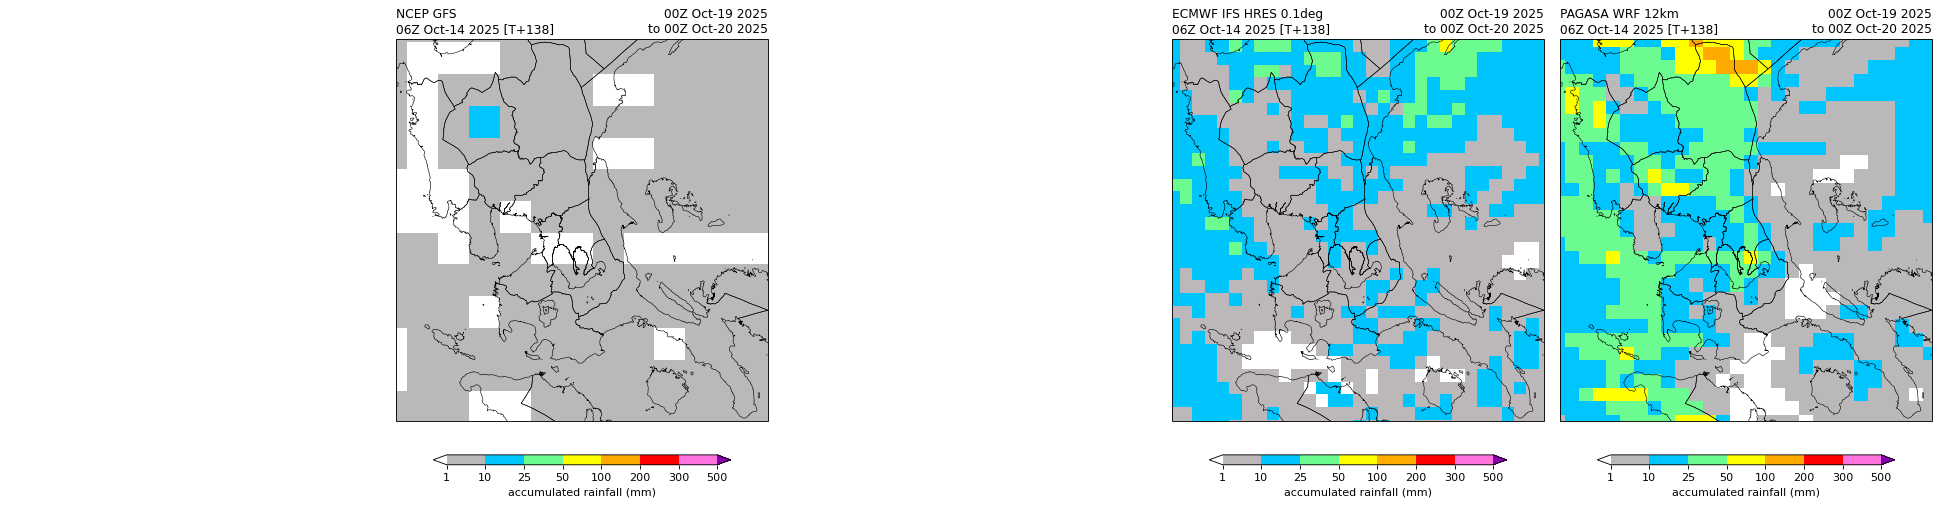 NCEP GFS 00Z Oct-19 2025
06Z Oct-14 2025 [T+138] to 00Z Oct-20 2025
1 10 25 50 100 200 300 500
accumulated rainfall (mm)
ECMWF IFS HRES 0.1deg 00Z Oct-19 2025
06Z Oct-14 2025 [T+138] to 00Z Oct-20 2025
1 10 25 50 100 200 300 500
accumulated rainfall (mm)
PAGASA WRF 12km 00Z Oct-19 2025
06Z Oct-14 2025 [T+138] to 00Z Oct-20 2025
1 10 25 50 100 200 300 500
accumulated rainfall (mm)